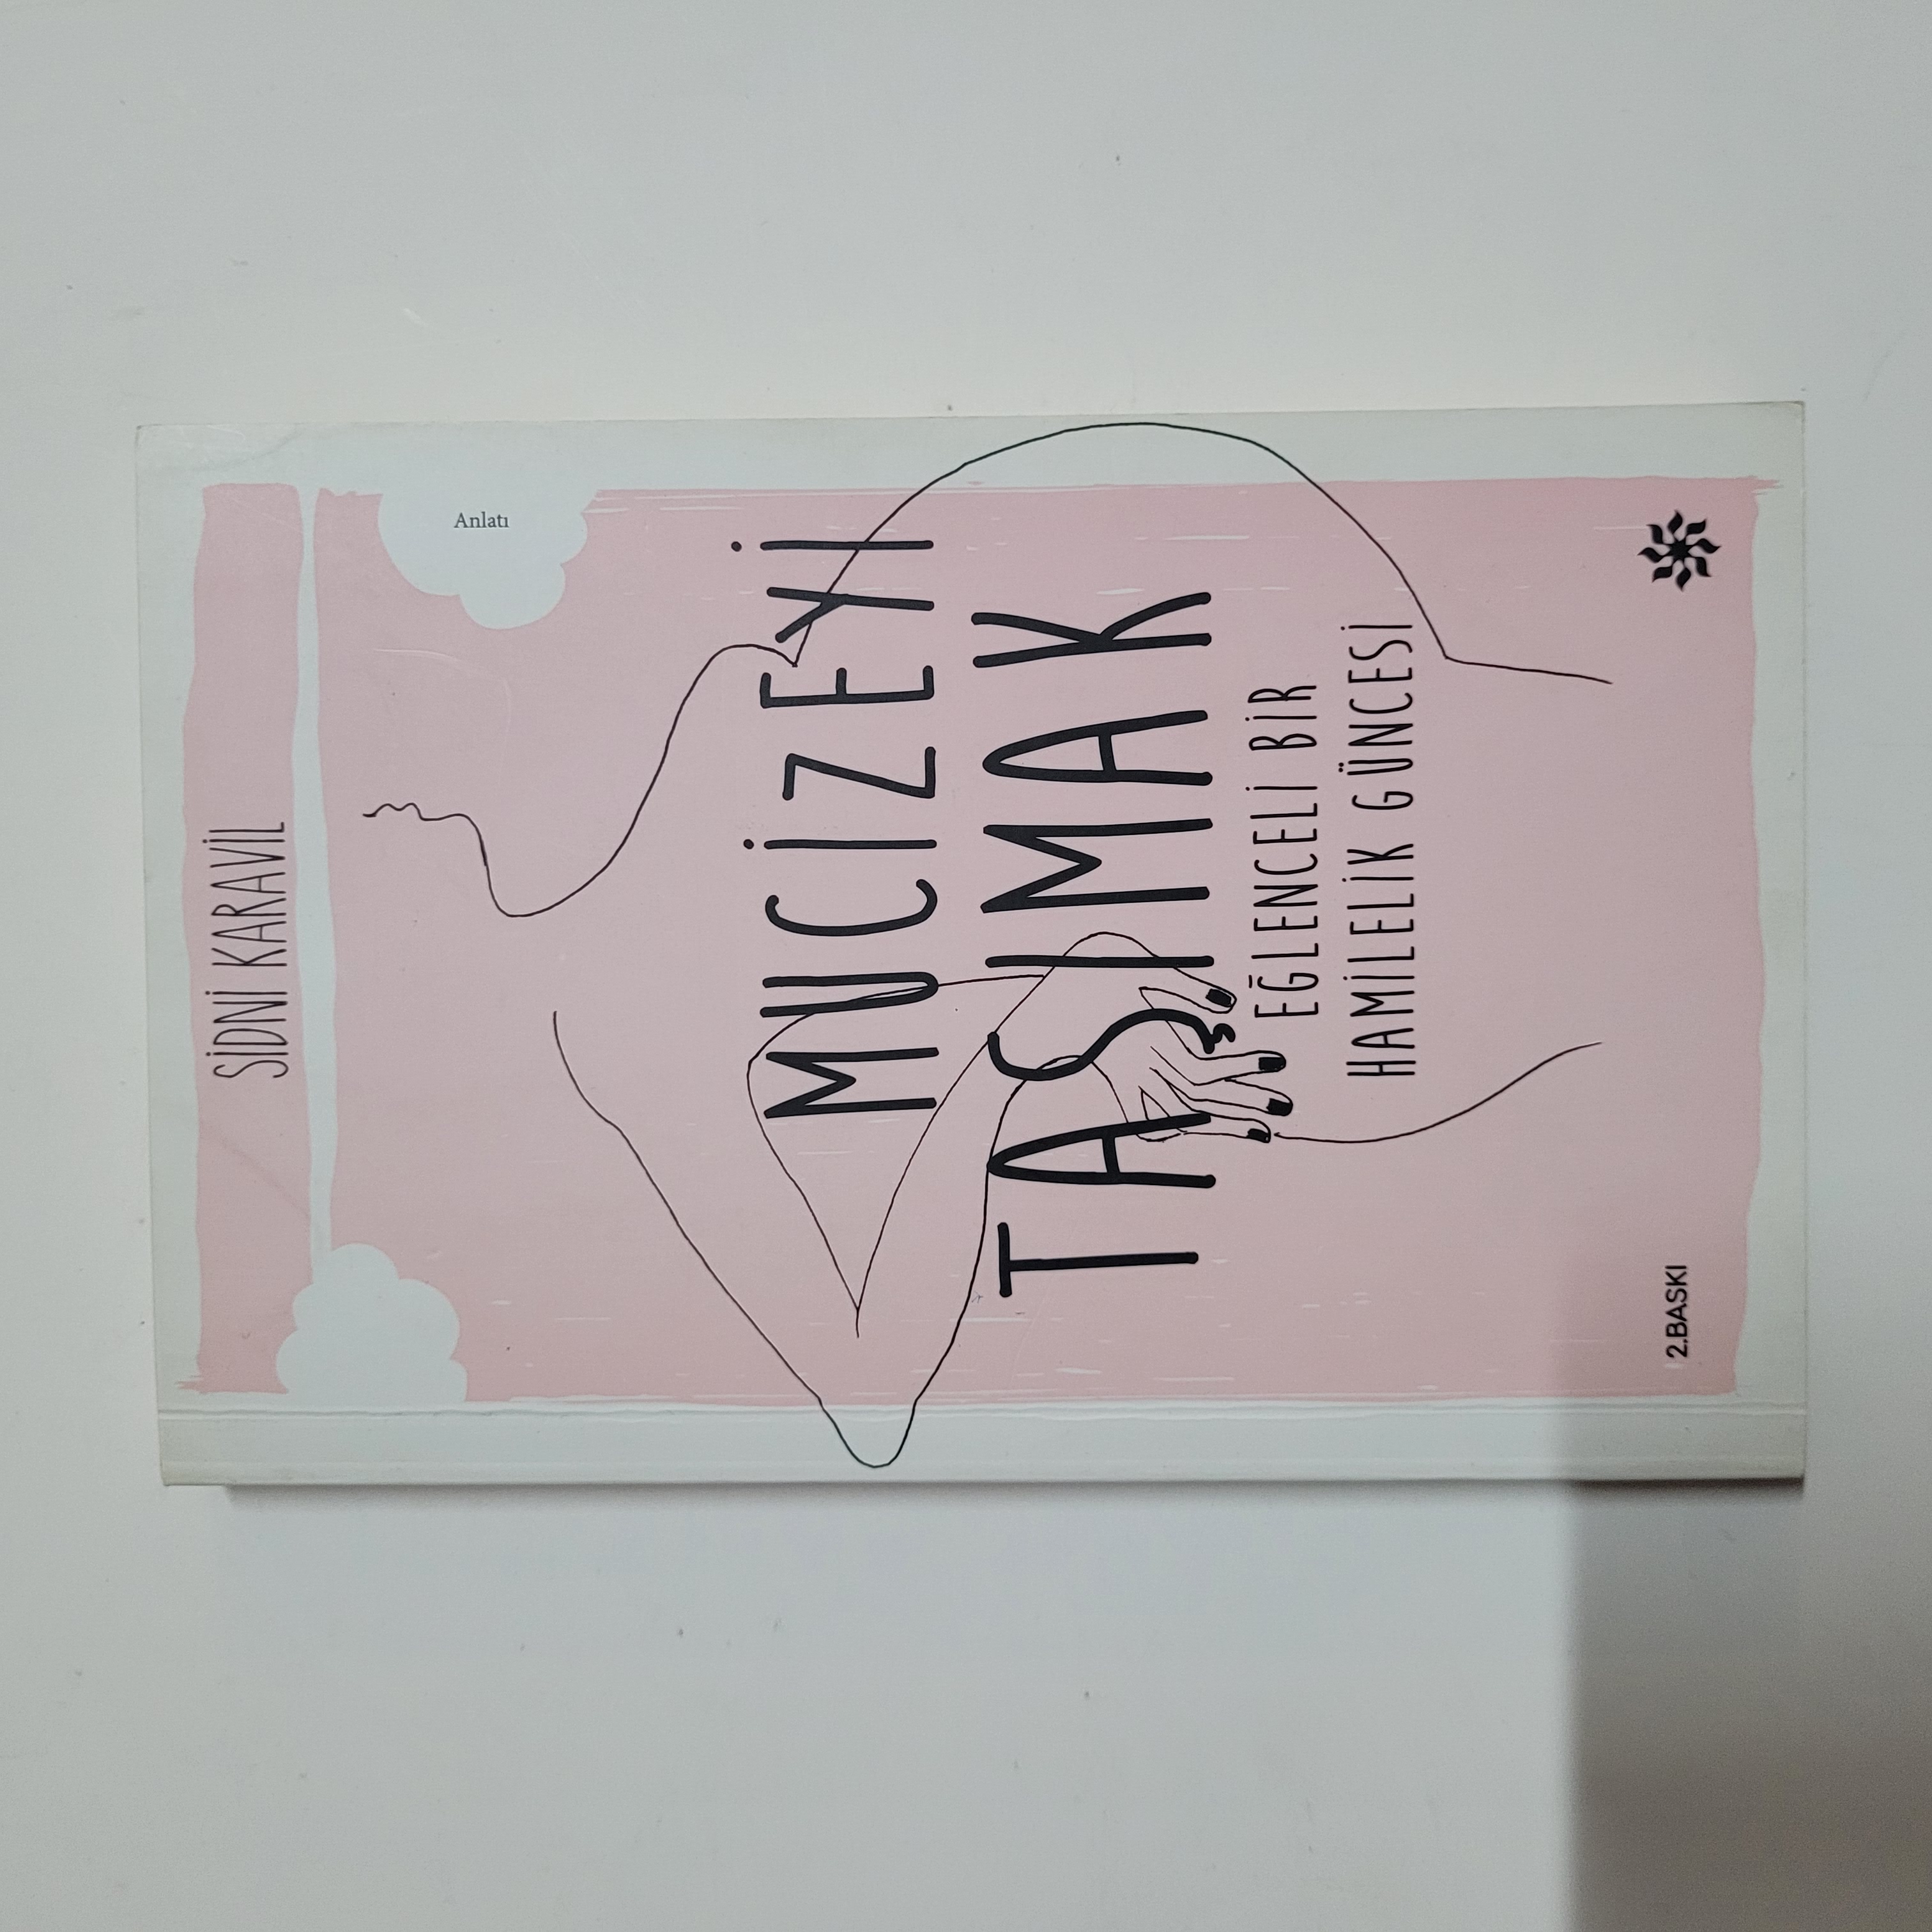 SİDNİ KARAVİL
Anlatı
MUCİZEYİ
TAŞIMAK
EĞLENCELİ BİR
HAMİLELİK GÜNCESİ
2.BASKI